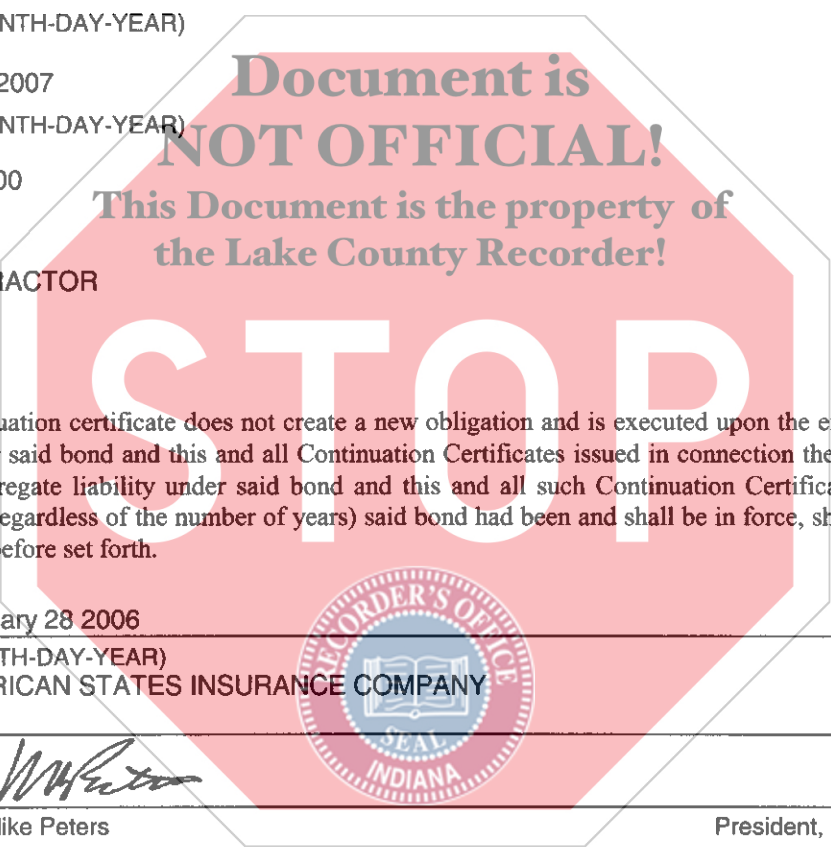 NTH-DAY-YEAR)
Document is
2007
NTH-DAY-YEAR)
NOT OFFICIAL!
00
This Document is the property of
the Lake County Recorder!
RACTOR
STOP
uation certificate does not create a new obligation and is executed upon the e
said bond and this and all Continuation Certificates issued in connection the
regate liability under said bond and this and all such Continuation Certifica
egardless of the number of years) said bond had been and shall be in force, sh
efore set forth.
ary 28 2006
TH-DAY-YEAR)
RICAN STATES INSURANCE COMPANY
RECORDER'S OFFICE
SEAL
INDIANA
like Peters
President,